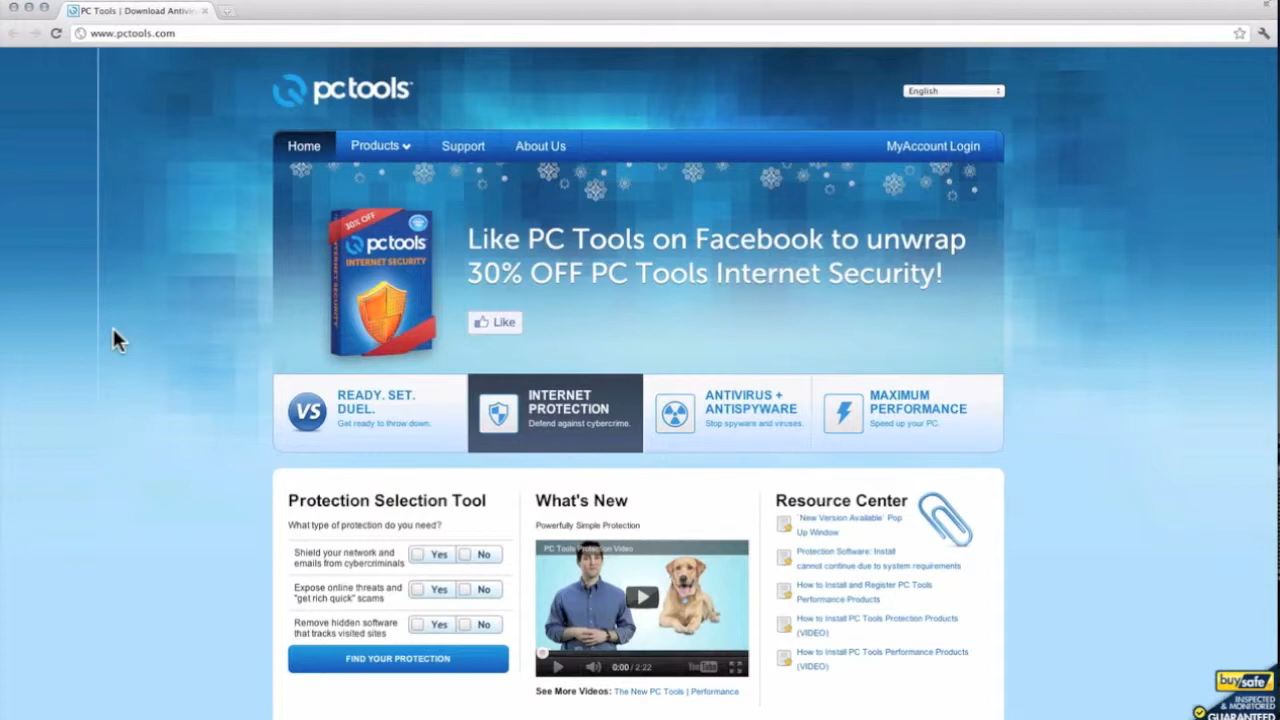 PC Tools | Download Antivir
www.pctools.com
pctools
English
Home
Products
Support
About Us
MyAccount Login
30% OFF
pctools
INTERNET SECURITY
INTERNET SECURITY
Like PC Tools on Facebook to unwrap
30% OFF PC Tools Internet Security!
Like
VS
READY. SET.
DUEL.
Get ready to throw down.
INTERNET
PROTECTION
Defend against cybercrime.
ANTIVIRUS +
ANTISPYWARE
Stop spyware and viruses.
MAXIMUM
PERFORMANCE
Speed up your PC.
Protection Selection Tool
What type of protection do you need?
Shield your network and
emails from cybercriminals
Yes
No
Expose online threats and
"get rich quick" scams
Yes
No
Remove hidden software
that tracks visited sites
Yes
No
FIND YOUR PROTECTION
What's New
Powerfully Simple Protection
PC Tools Protection Video
0:00 / 2:22
YouTube
See More Videos: The New PC Tools | Performance
Resource Center
`New Version Available` Pop
Up Window
Protection Software: Install
cannot continue due to system requirements
How to Install and Register PC Tools
Performance Products
How to Install PC Tools Protection Products
(VIDEO)
How to Install PC Tools Performance Products
(VIDEO)
buySafe
INSPECTED
& MONITORED
GUARANTEED